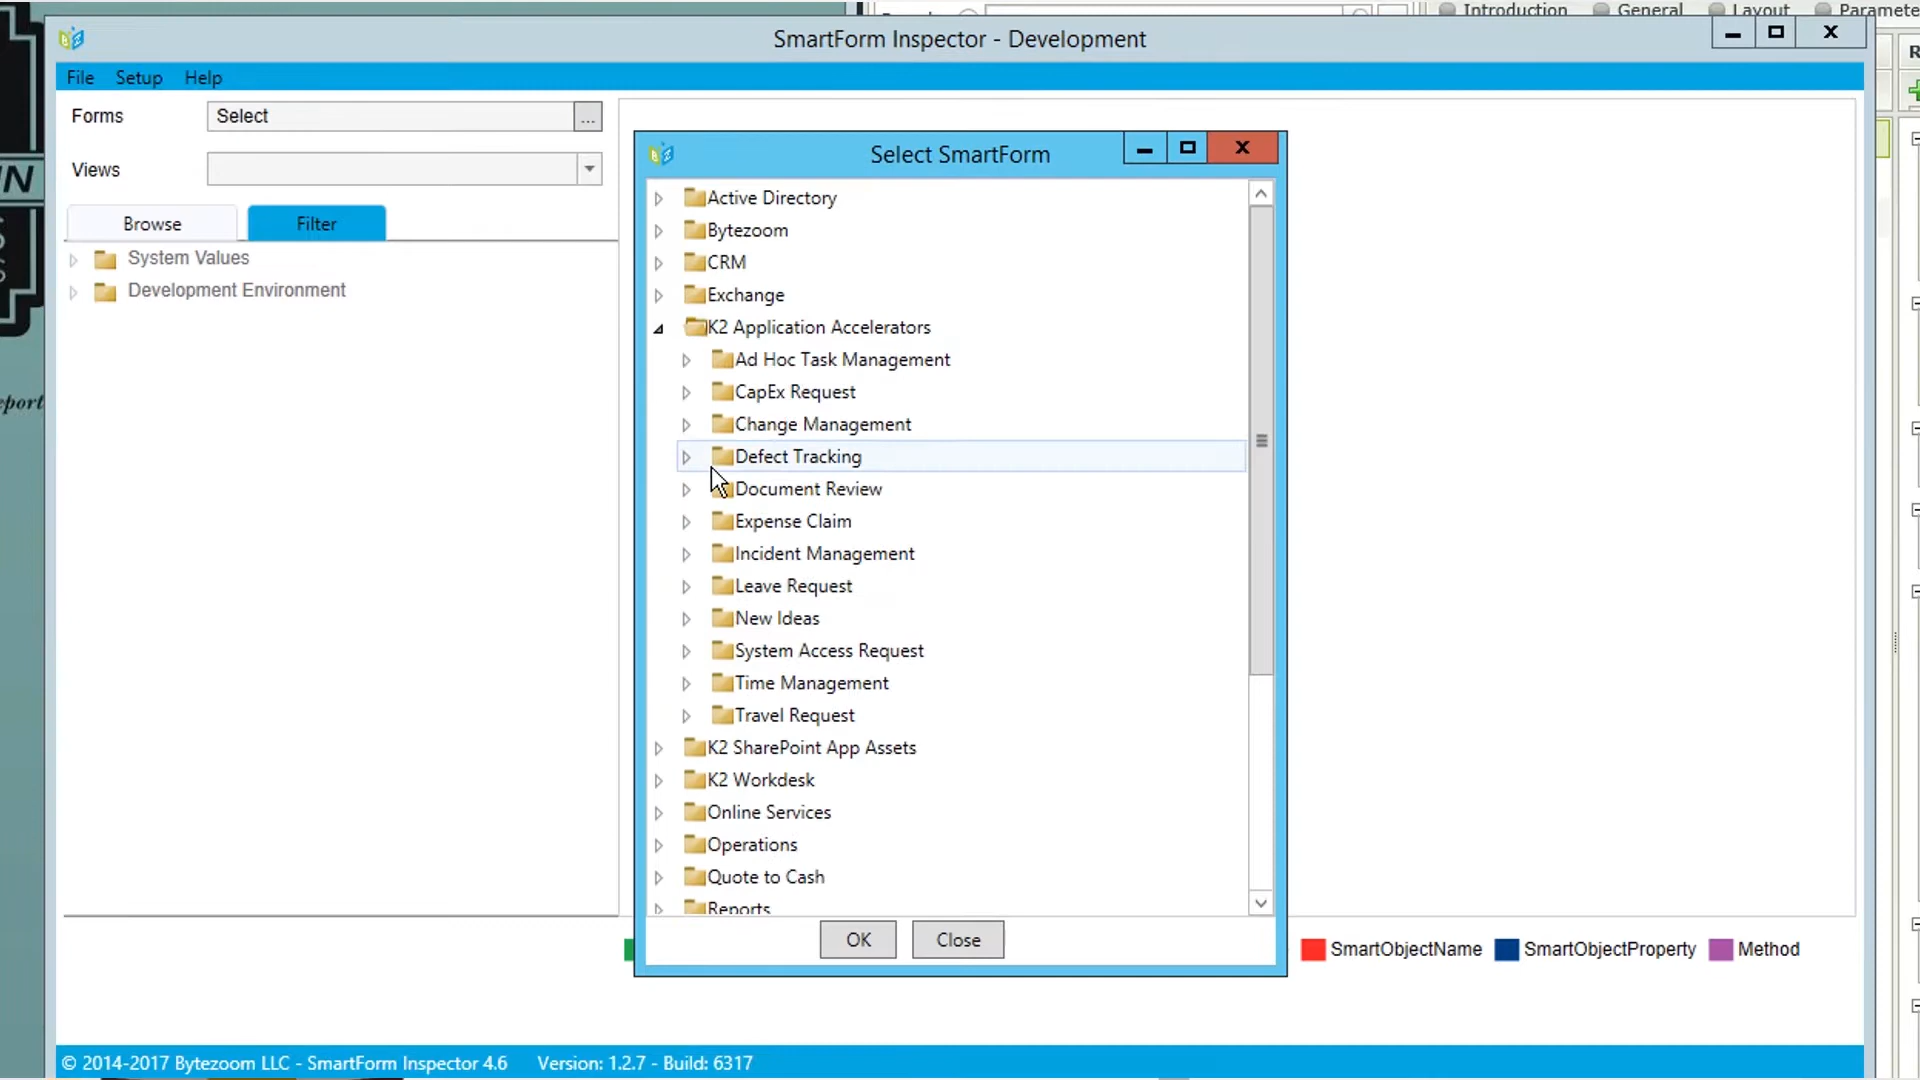 Introduction General Layout Parameter
SmartForm Inspector - Development
File Setup Help
Forms Select ...
Views
Browse Filter
System Values
Development Environment
Select SmartForm
Active Directory
Bytezoom
CRM
Exchange
K2 Application Accelerators
Ad Hoc Task Management
CapEx Request
Change Management
Defect Tracking
Document Review
Expense Claim
Incident Management
Leave Request
New Ideas
System Access Request
Time Management
Travel Request
K2 SharePoint App Assets
K2 Workdesk
Online Services
Operations
Quote to Cash
Reports
OK Close
SmartObjectName SmartObjectProperty Method
© 2014-2017 Bytezoom LLC - SmartForm Inspector 4.6 Version: 1.2.7 - Build: 6317